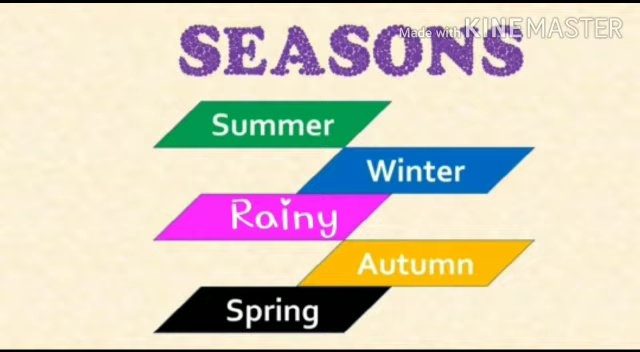 Made with KINEMASTER
SEASONS
Summer
Winter
Rainy
Autumn
Spring